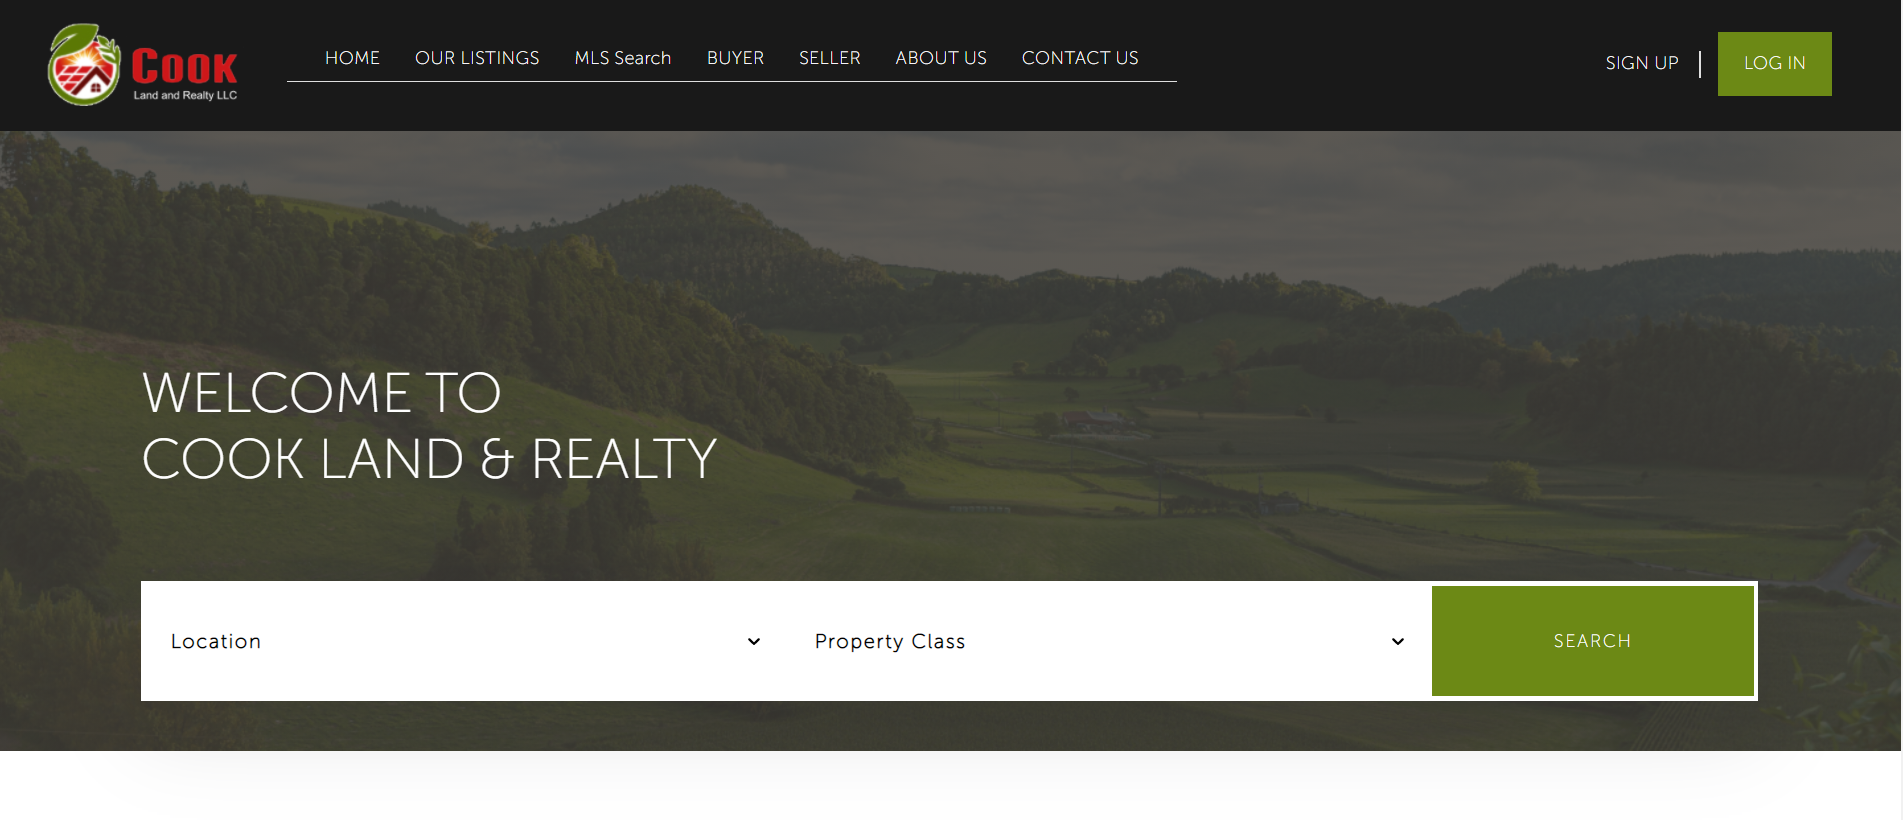 COOK
Land and Realty LLC
HOME OUR LISTINGS MLS Search BUYER SELLER ABOUT US CONTACT US
SIGN UP | LOG IN
WELCOME TO
COOK LAND & REALTY
Location Property Class SEARCH